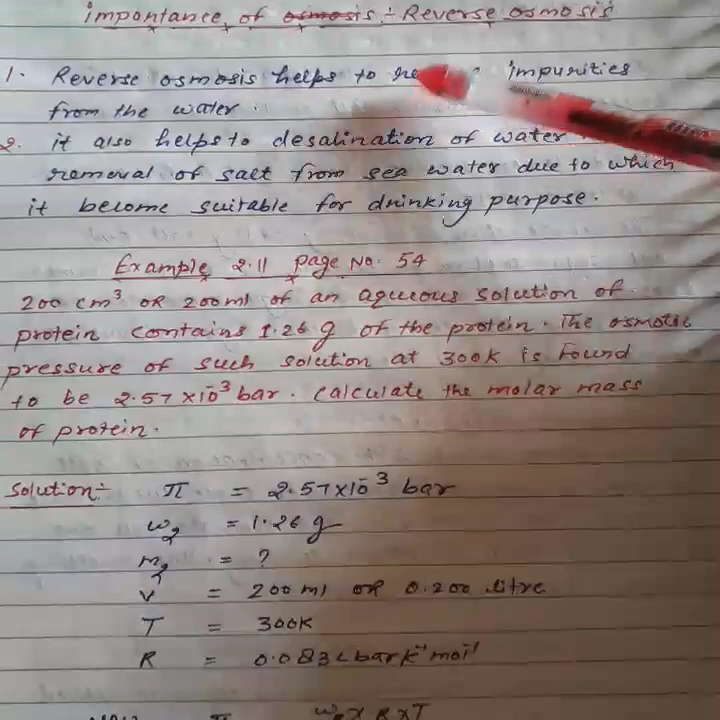 Importance of osmosis :- Reverse osmosis
1. Reverse osmosis helps to impurities
from the water.
2. it also helps to desalination of water
removal of salt from sea water due to which
it become suitable for drinking purpose.
Example 2.11 page No. 54
200 cm³ OR 200ml of an aqueous solution of
protein contains 1.26 g of the protein. The osmotic
pressure of such solution at 300K is found
to be 2.57 x10⁻³ bar. calculate the molar mass
of protein.
Solution:- π = 2.57x10⁻³ bar
w₂ = 1.26 g
m₂ = ?
V = 200 ml OR 0.200 litre
T = 300K
R = 0.083 L bar K⁻¹ mol⁻¹
π w₂ x R x T